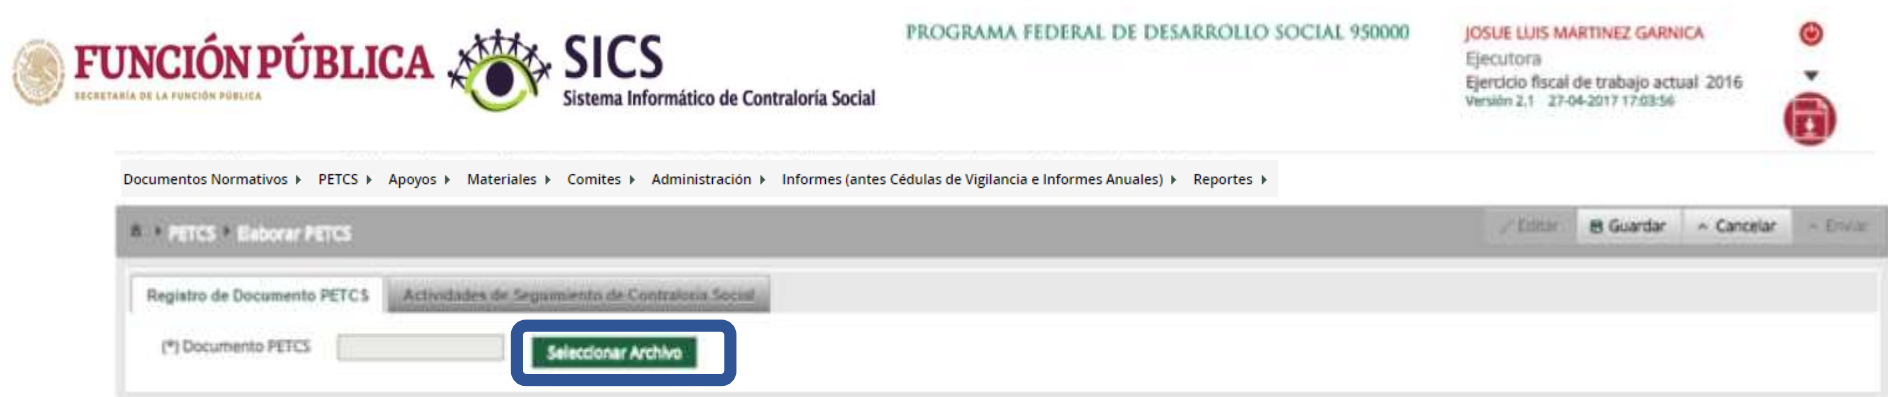 FUNCIÓN PÚBLICA
SECRETARÍA DE LA FUNCIÓN PÚBLICA
SICS
Sistema Informático de Contraloría Social
PROGRAMA FEDERAL DE DESARROLLO SOCIAL 950000
JOSUE LUIS MARTINEZ GARNICA
Ejecutora
Ejercicio fiscal de trabajo actual 2016
Versión 2.1 27-04-2017 17:03:56
Documentos Normativos PETCS Apoyos Materiales Comites Administración Informes (antes Cédulas de Vigilancia e Informes Anuales) Reportes
PETCS Elaborar PETCS
Editar Guardar Cancelar Enviar
Registro de Documento PETCS Actividades de Seguimiento de Contraloría Social
(*) Documento PETCS Seleccionar Archivo